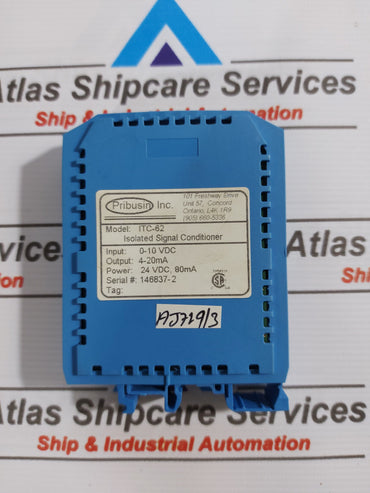 Atlas Shipcare Services
Ship & Industrial Automation
Pribusin Inc.
101 Freshway Drive
Unit 57, Concord
Ontario, L4K 1R9
(905) 660-5336
Model: ITC-62
Isolated Signal Conditioner
Input: 0-10 VDC
Output: 4-20mA
Power: 24 VDC, 80mA
Serial #: 146837-2
Tag:
AJ719/3
Atlas Shipcare Services
Ship & Industrial Automation